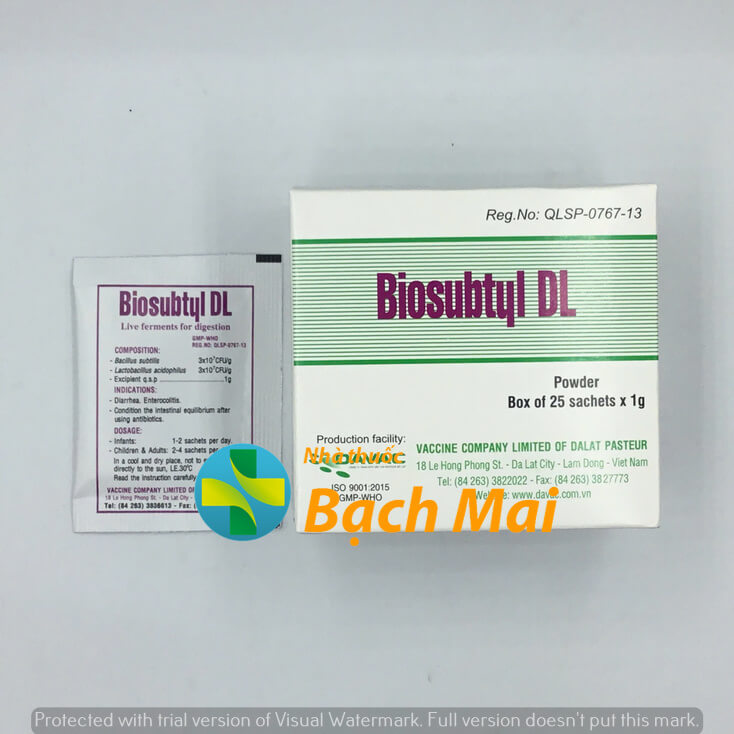 Biosubtyl DL
Live ferments for digestion
GMP-WHO
REG.NO: QLSP-0767-13
COMPOSITION:
- Bacillus subtilis 3x10⁷CFU/g
- Lactobacillus acidophilus 3x10⁷CFU/g
- Excipient q.s.p ........................ 1g
INDICATIONS:
- Diarrhea, Enterocolitis.
- Condition the intestinal equilibrium after
using antibiotics.
DOSAGE:
- Infants: 1-2 sachets per day.
- Children & Adults: 2-4 sachets per
In a cool and dry place, not to
directly to the sun, LE.30°C
Read the instruction carefully
VACCINE COMPANY LIMITED OF
18 Le Hong Phong St. - Da Lat City -
Tel: (84 263) 3836613 - Fax:
Reg.No: QLSP-0767-13
Biosubtyl DL
Powder
Box of 25 sachets x 1g
Production facility:
DAVAC
ISO 9001:2015
GMP-WHO
VACCINE COMPANY LIMITED OF DALAT PASTEUR
18 Le Hong Phong St. - Da Lat City - Lam Dong - Viet Nam
Tel: (84 263) 3822022 - Fax: (84 263) 3827773
Website: www.davac.com.vn
Nhà thuốc
Bạch Mai
Protected with trial version of Visual Watermark. Full version doesn't put this mark.